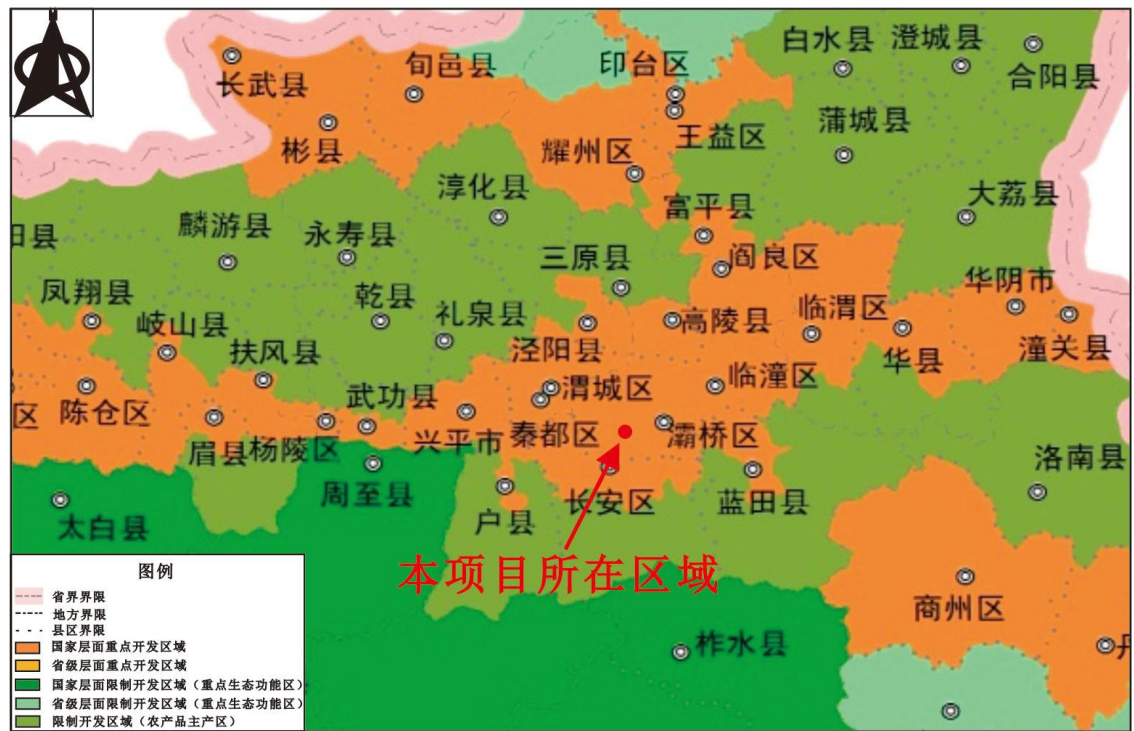 白水县
澄城县
合阳县
旬邑县
印台区
长武县
蒲城县
彬县
耀州区
王益区
淳化县
大荔县
麟游县
永寿县
富平县
阳县
三原县
阎良区
华阴市
凤翔县
乾县
临渭区
岐山县
礼泉县
高陵县
潼关县
扶风县
泾阳县
华县
陈仓区
武功县
渭城区
临潼区
区
眉县
杨陵区
兴平市
秦都区
灞桥区
洛南县
太白县
周至县
户县
长安区
蓝田县
本项目所在区域
商州区
丹
柞水县
图例
省界界限
地方界限
县区界限
国家层面重点开发区域
省级层面重点开发区域
国家层面限制开发区域（重点生态功能区）
省级层面限制开发区域（重点生态功能区）
限制开发区域（农产品主产区）